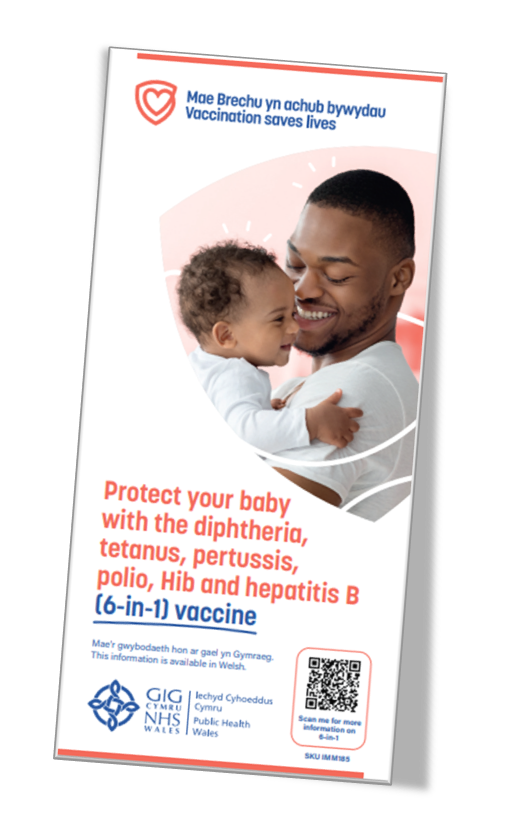 Mae Brechu yn achub bywydau
Vaccination saves lives
Protect your baby
with the diphtheria,
tetanus, pertussis,
polio, Hib and hepatitis B
(6-in-1) vaccine
Mae'r gwybodaeth hon ar gael yn Gymraeg.
This information is available in Welsh.
GIG
CYMRU
NHS
WALES
Iechyd Cyhoeddus
Cymru
Public Health
Wales
Scan me for more
information on
6-in-1
SKU IMM185